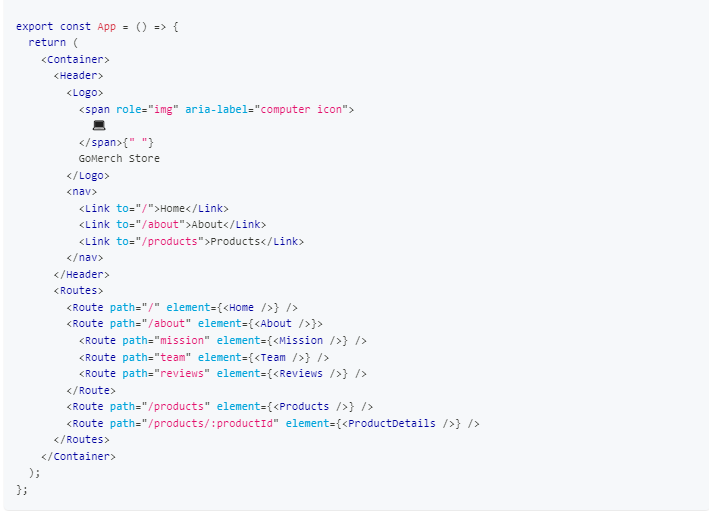 export const App = () => {
  return (
    <Container>
      <Header>
        <Logo>
          <span role="img" aria-label="computer icon">
            💻
          </span>{" "}
          GoMerch Store
        </Logo>
        <nav>
          <Link to="/">Home</Link>
          <Link to="/about">About</Link>
          <Link to="/products">Products</Link>
        </nav>
      </Header>
      <Routes>
        <Route path="/" element={<Home />} />
        <Route path="/about" element={<About />}>
          <Route path="mission" element={<Mission />} />
          <Route path="team" element={<Team />} />
          <Route path="reviews" element={<Reviews />} />
        </Route>
        <Route path="/products" element={<Products />} />
        <Route path="/products/:productId" element={<ProductDetails />} />
      </Routes>
    </Container>
  );
};